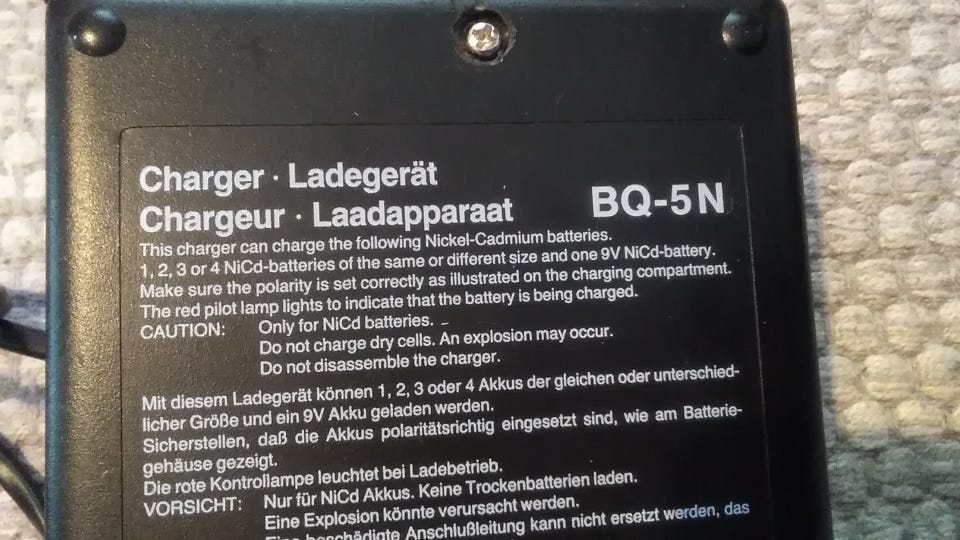 Charger · Ladegerät
Chargeur · Laadapparaat
BQ-5N
This charger can charge the following Nickel-Cadmium batteries.
1, 2, 3 or 4 NiCd-batteries of the same or different size and one 9V NiCd-battery.
Make sure the polarity is set correctly as illustrated on the charging compartment.
The red pilot lamp lights to indicate that the battery is being charged.
CAUTION: Only for NiCd batteries.
Do not charge dry cells. An explosion may occur.
Do not disassemble the charger.
Mit diesem Ladegerät können 1, 2, 3 oder 4 Akkus der gleichen oder unterschied-
licher Größe und ein 9V Akku geladen werden.
Sicherstellen, daß die Akkus polaritätsrichtig eingesetzt sind, wie am Batterie-
gehäuse gezeigt.
Die rote Kontrollampe leuchtet bei Ladebetrieb.
VORSICHT: Nur für NiCd Akkus. Keine Trockenbatterien laden.
Eine Explosion könnte verursacht werden.
Eine beschädigte Anschlußleitung kann nicht ersetzt werden, das